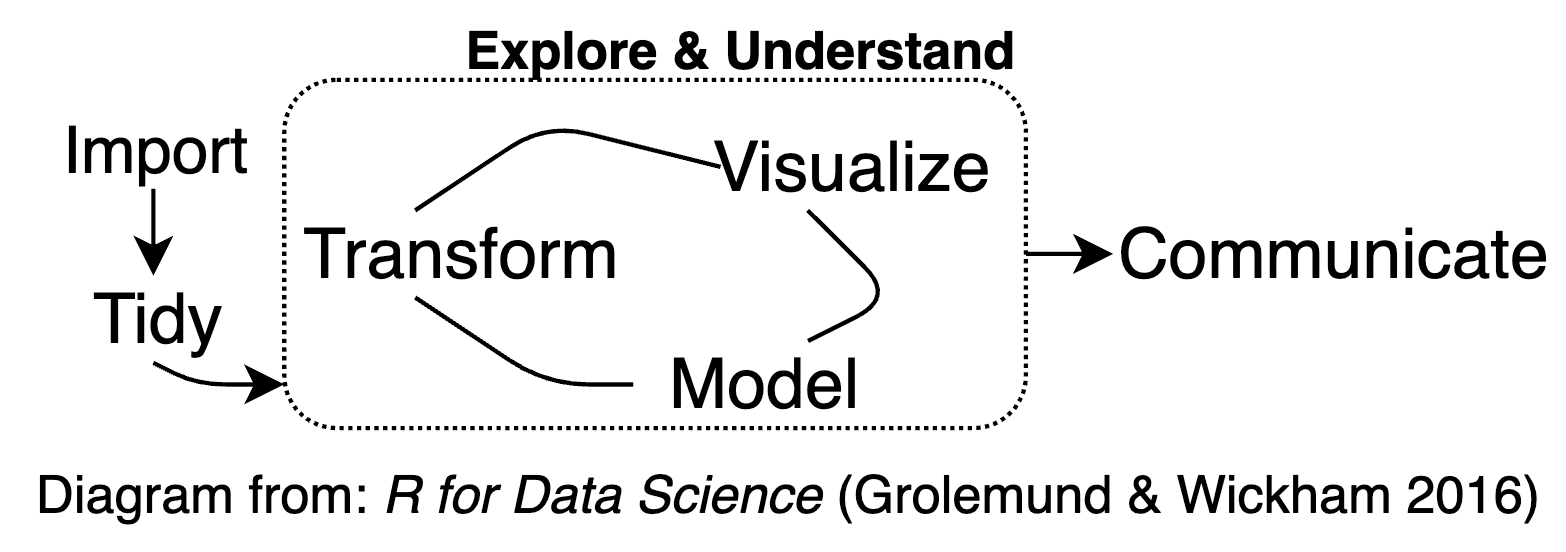 Explore & Understand
Import
Tidy
Transform
Visualize
Model
Communicate
Diagram from: R for Data Science (Grolemund & Wickham 2016)